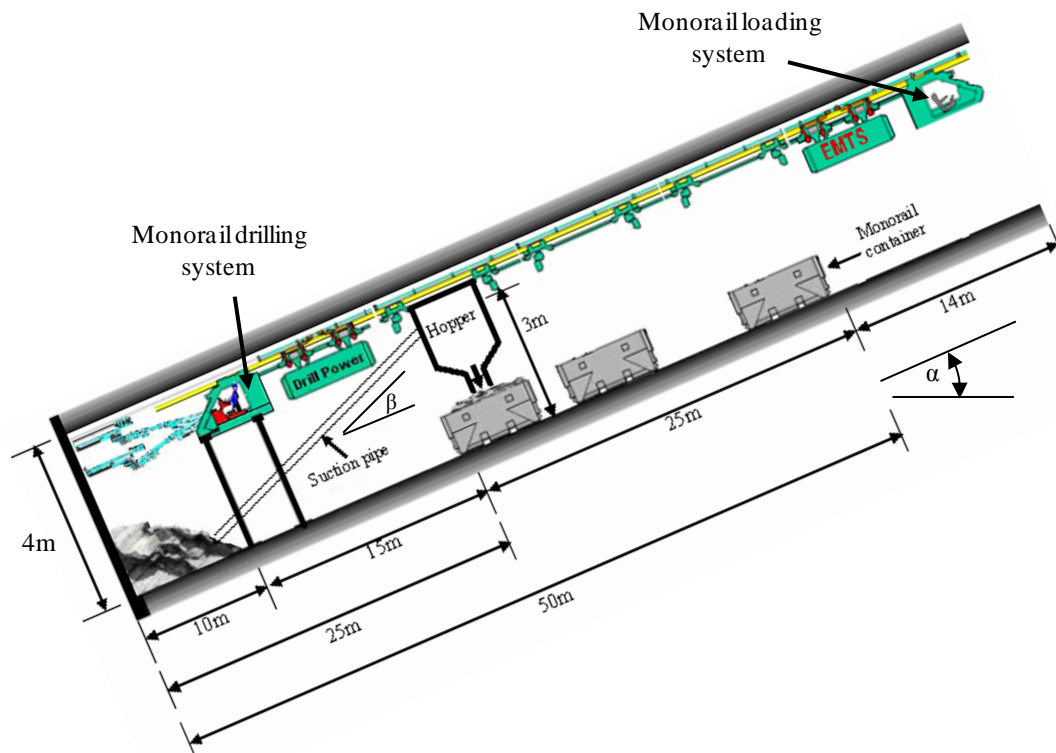 Monorail loading
system
EMTS
Monorail drilling
system
Monorail
container
Hopper
3m
14m
Drill Power
α
β
Suction pipe
25m
4m
15m
10m
25m
50m